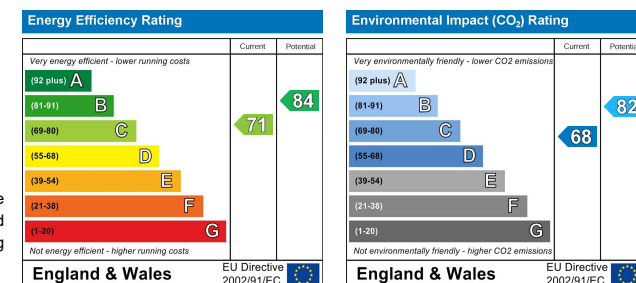 Energy Efficiency Rating
Current Potential
Very energy efficient - lower running costs
(92 plus) A
(81-91) B
84
(69-80) C
71
(55-68) D
(39-54) E
(21-38) F
(1-20) G
Not energy efficient - higher running costs
England & Wales
EU Directive
2002/91/EC
Environmental Impact (CO₂) Rating
Current Potential
Very environmentally friendly - lower CO2 emissions
(92 plus) A
(81-91) B
82
(69-80) C
68
(55-68) D
(39-54) E
(21-38) F
(1-20) G
Not environmentally friendly - higher CO2 emissions
England & Wales
EU Directive
2002/91/EC